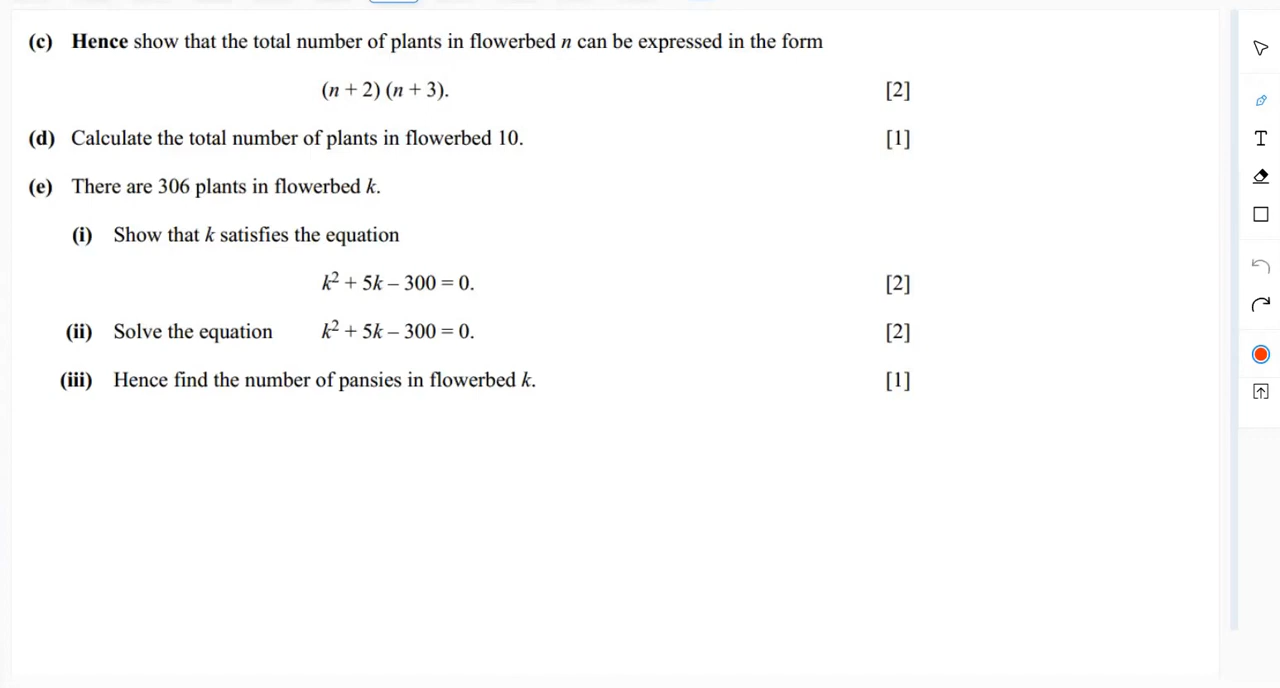 (c) Hence show that the total number of plants in flowerbed n can be expressed in the form
(n + 2) (n + 3). [2]
(d) Calculate the total number of plants in flowerbed 10. [1]
(e) There are 306 plants in flowerbed k.
(i) Show that k satisfies the equation
k² + 5k – 300 = 0. [2]
(ii) Solve the equation k² + 5k – 300 = 0. [2]
(iii) Hence find the number of pansies in flowerbed k. [1]